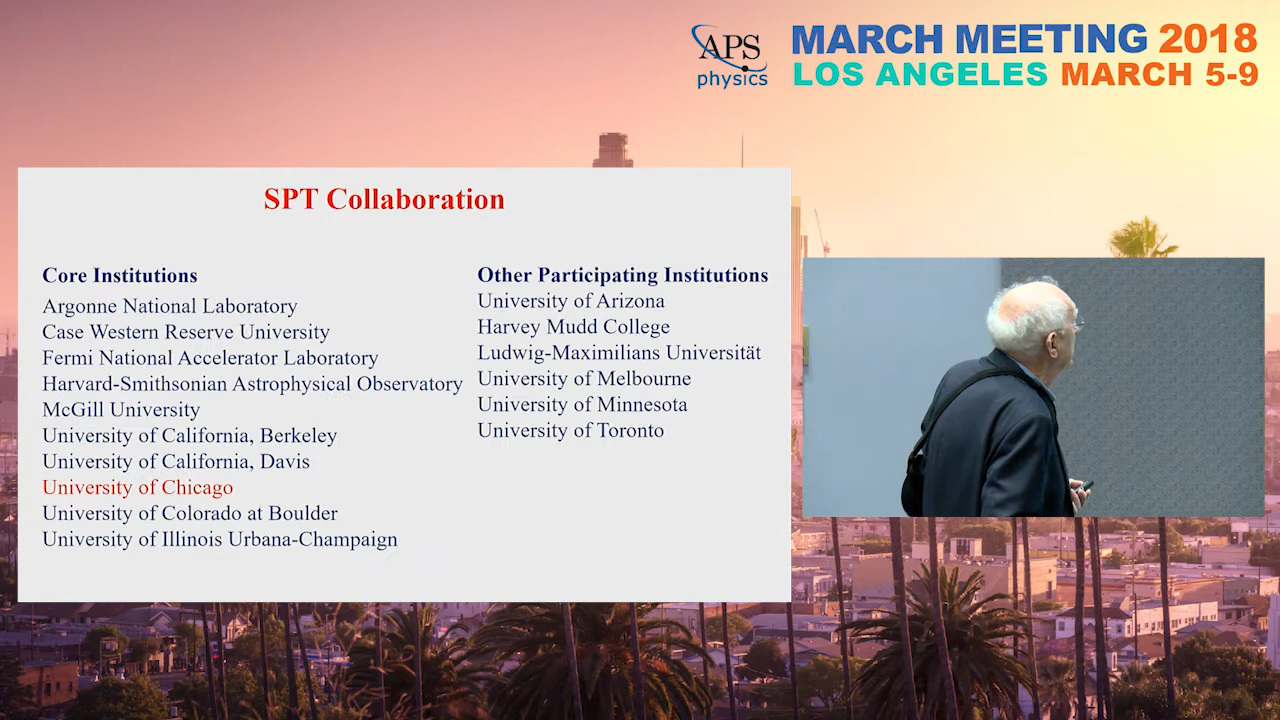 APS
physics
MARCH MEETING 2018
LOS ANGELES MARCH 5-9
SPT Collaboration
Core Institutions
Argonne National Laboratory
Case Western Reserve University
Fermi National Accelerator Laboratory
Harvard-Smithsonian Astrophysical Observatory
McGill University
University of California, Berkeley
University of California, Davis
University of Chicago
University of Colorado at Boulder
University of Illinois Urbana-Champaign
Other Participating Institutions
University of Arizona
Harvey Mudd College
Ludwig-Maximilians Universität
University of Melbourne
University of Minnesota
University of Toronto